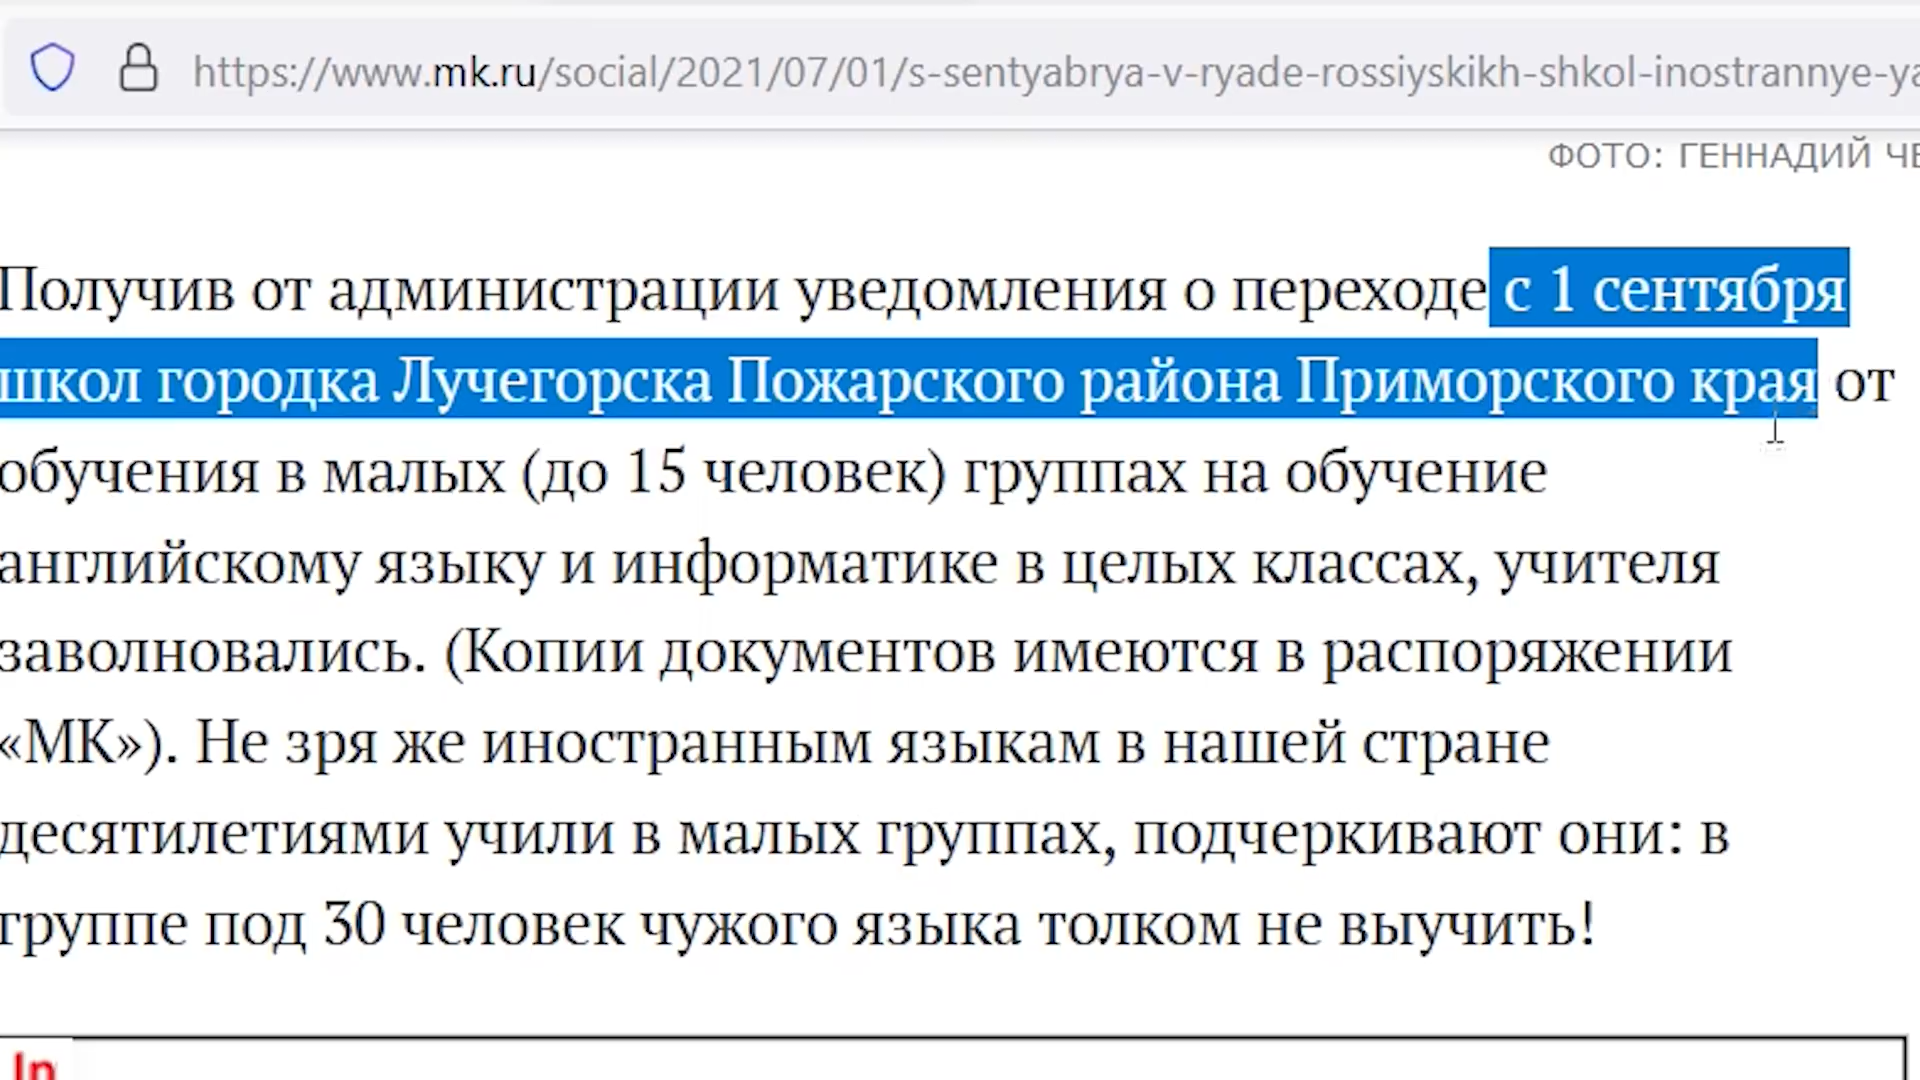 https://www.mk.ru/social/2021/07/01/s-sentyabrya-v-ryade-rossiyskikh-shkol-inostrannye-ya
ФОТО: ГЕННАДИЙ ЧЕ
Получив от администрации уведомления о переходе с 1 сентября
школ городка Лучегорска Пожарского района Приморского края от
обучения в малых (до 15 человек) группах на обучение
английскому языку и информатике в целых классах, учителя
заволновались. (Копии документов имеются в распоряжении
«МК»). Не зря же иностранным языкам в нашей стране
десятилетиями учили в малых группах, подчеркивают они: в
группе под 30 человек чужого языка толком не выучить!
In